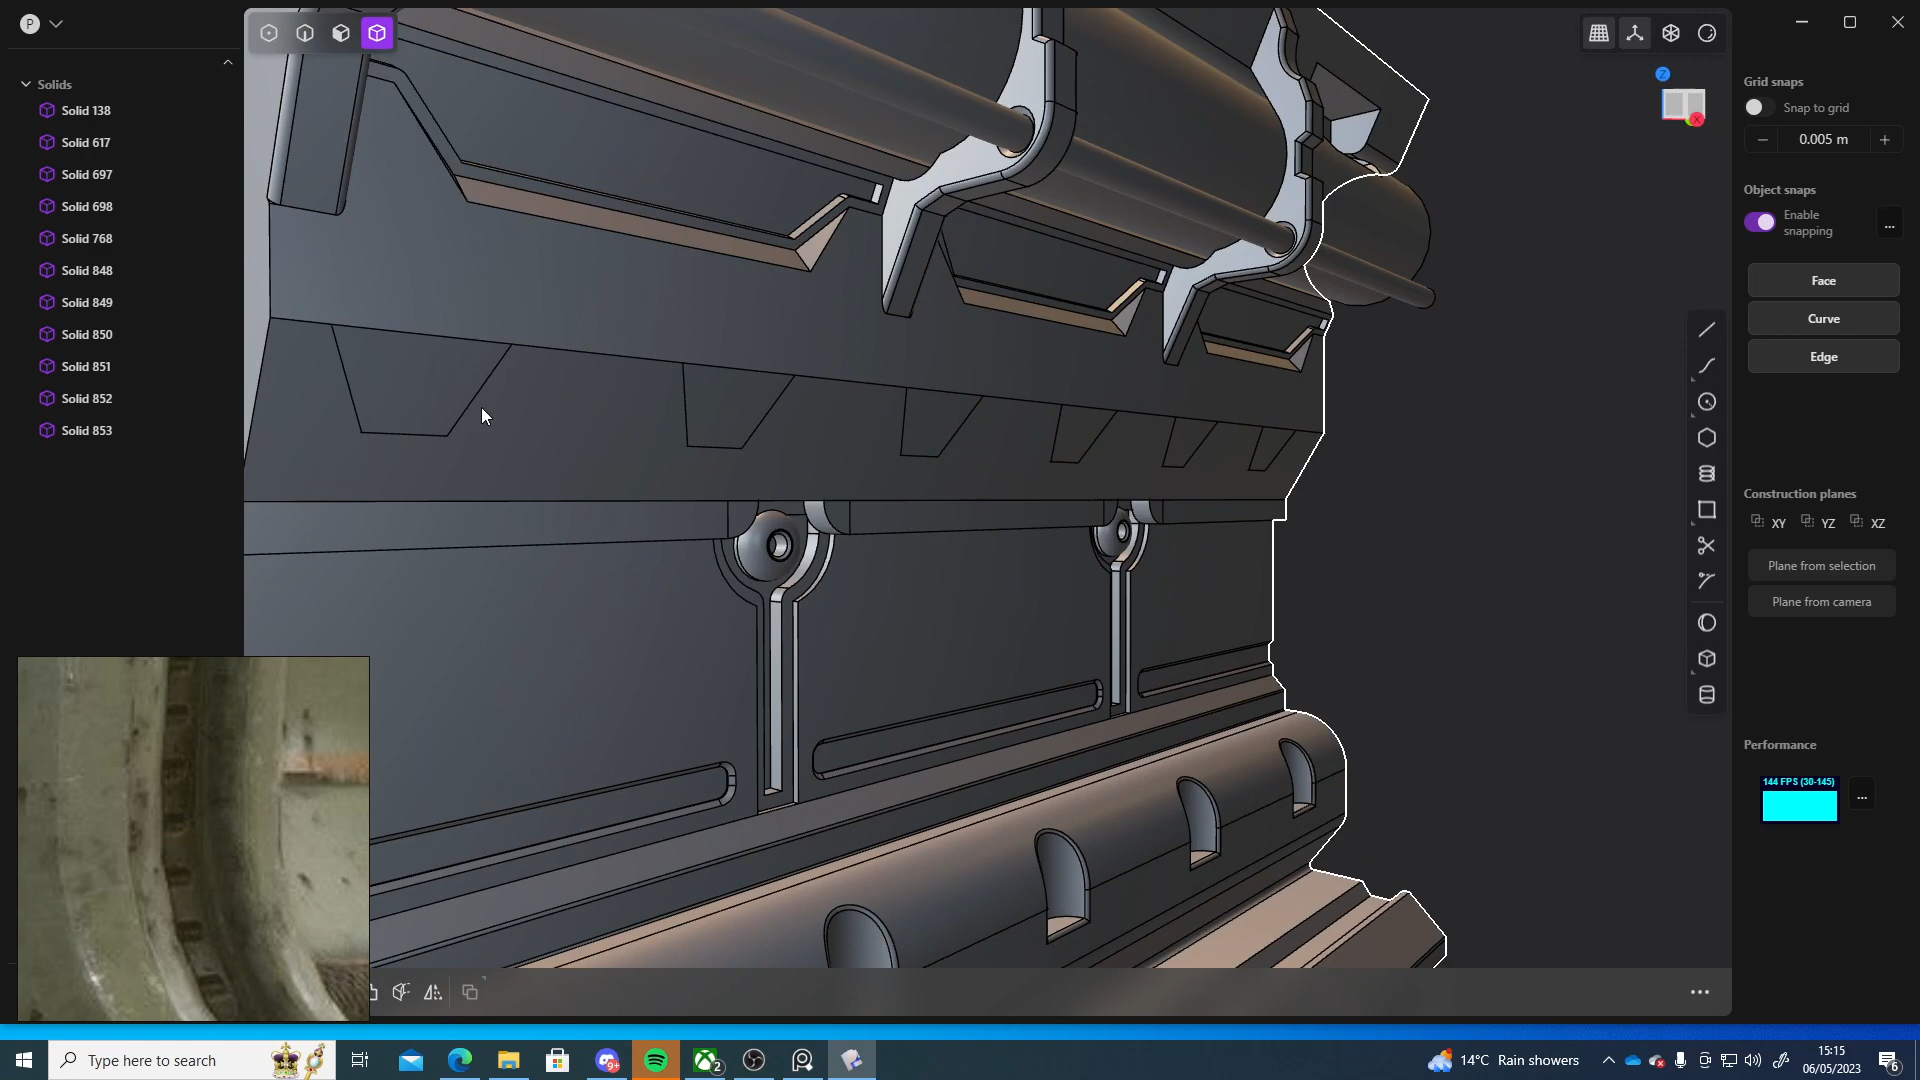 P
Solids
Solid 138
Solid 617
Solid 697
Solid 698
Solid 768
Solid 848
Solid 849
Solid 850
Solid 851
Solid 852
Solid 853
Z
X
Grid snaps
Snap to grid
0.005 m
Object snaps
Enable
snapping
...
Face
Curve
Edge
Construction planes
XY YZ XZ
Plane from selection
Plane from camera
Performance
144 FPS (30-145)
...
Type here to search
9+
2
14°C Rain showers
15:15
06/05/2023
6